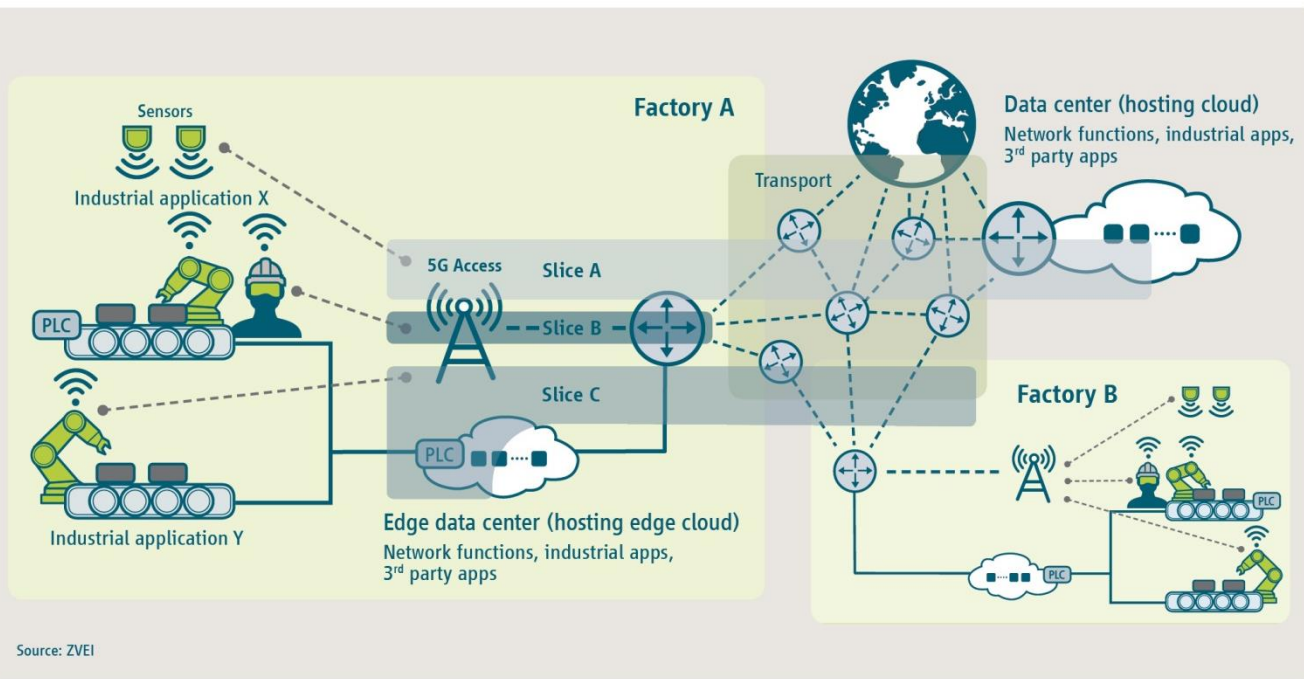 Factory A
Sensors
Industrial application X
PLC
Industrial application Y
5G Access
Slice A
Slice B
Slice C
PLC
Edge data center (hosting edge cloud)
Network functions, industrial apps,
3rd party apps
Transport
Data center (hosting cloud)
Network functions, industrial apps,
3rd party apps
Factory B
PLC
PLC
Source: ZVEI